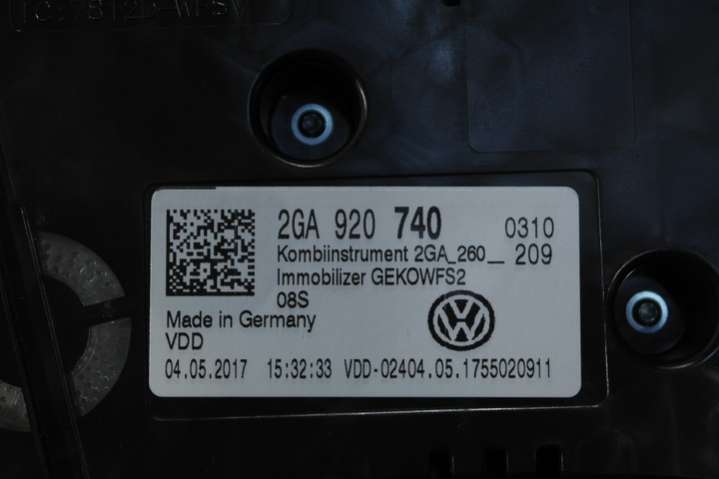 2GA 920 740 0310
Kombiinstrument 2GA_260__ 209
Immobilizer GEKOWFS2
08S
Made in Germany
VDD
04.05.2017 15:32:33 VDD-02404.05.1755020911